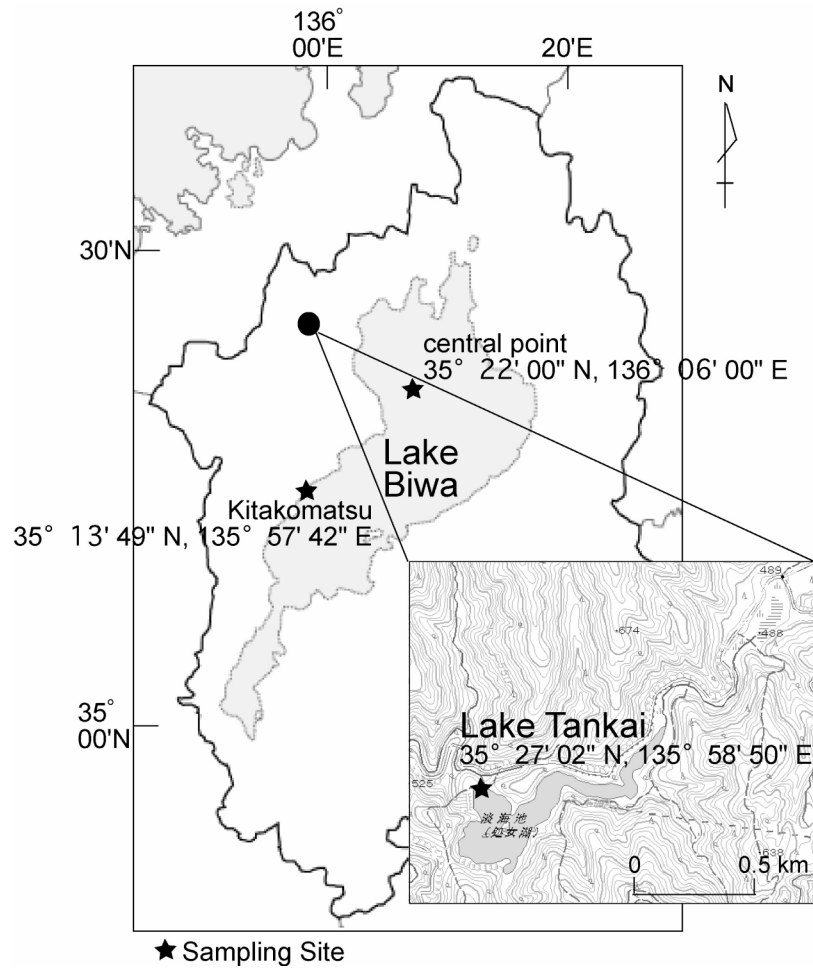 136°
00'E
20'E
N
30'N
central point
35° 22' 00" N, 136° 06' 00" E
Lake
Biwa
Kitakomatsu
35° 13' 49" N, 135° 57' 42" E
35°
00'N
489
488
674
Lake Tankai
35° 27' 02" N, 135° 58' 50" E
525
淡海池
(処女湖)
638
0
0.5 km
★ Sampling Site